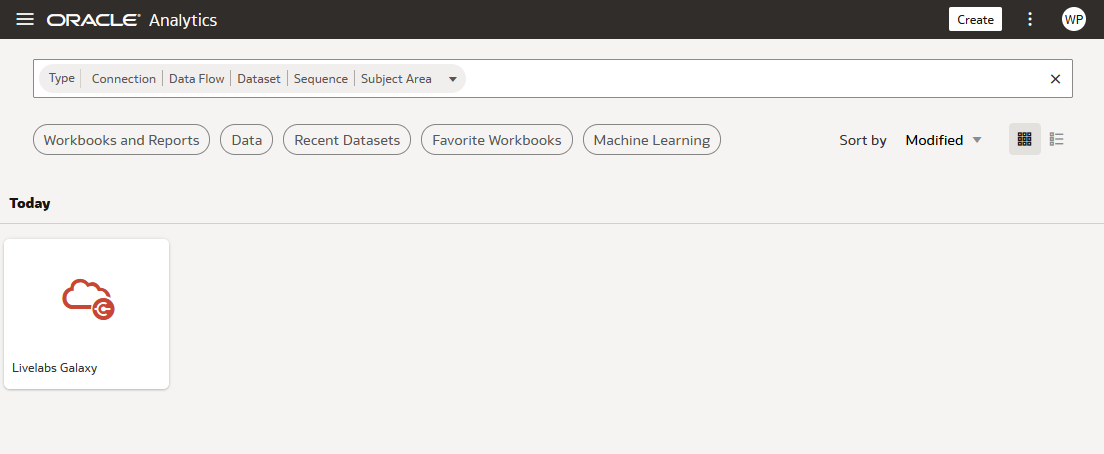 ORACLE Analytics Create WP
Type Connection Data Flow Dataset Sequence Subject Area
Workbooks and Reports Data Recent Datasets Favorite Workbooks Machine Learning Sort by Modified
Today
Livelabs Galaxy